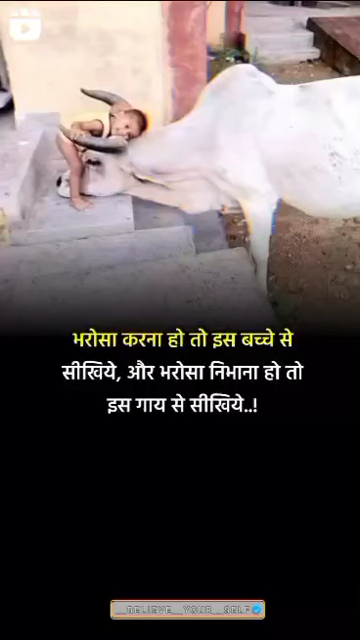 भरोसा करना हो तो इस बच्चे से
सीखिये, और भरोसा निभाना हो तो
इस गाय से सीखिये..!
__BELIEVE__YOUR__SELF